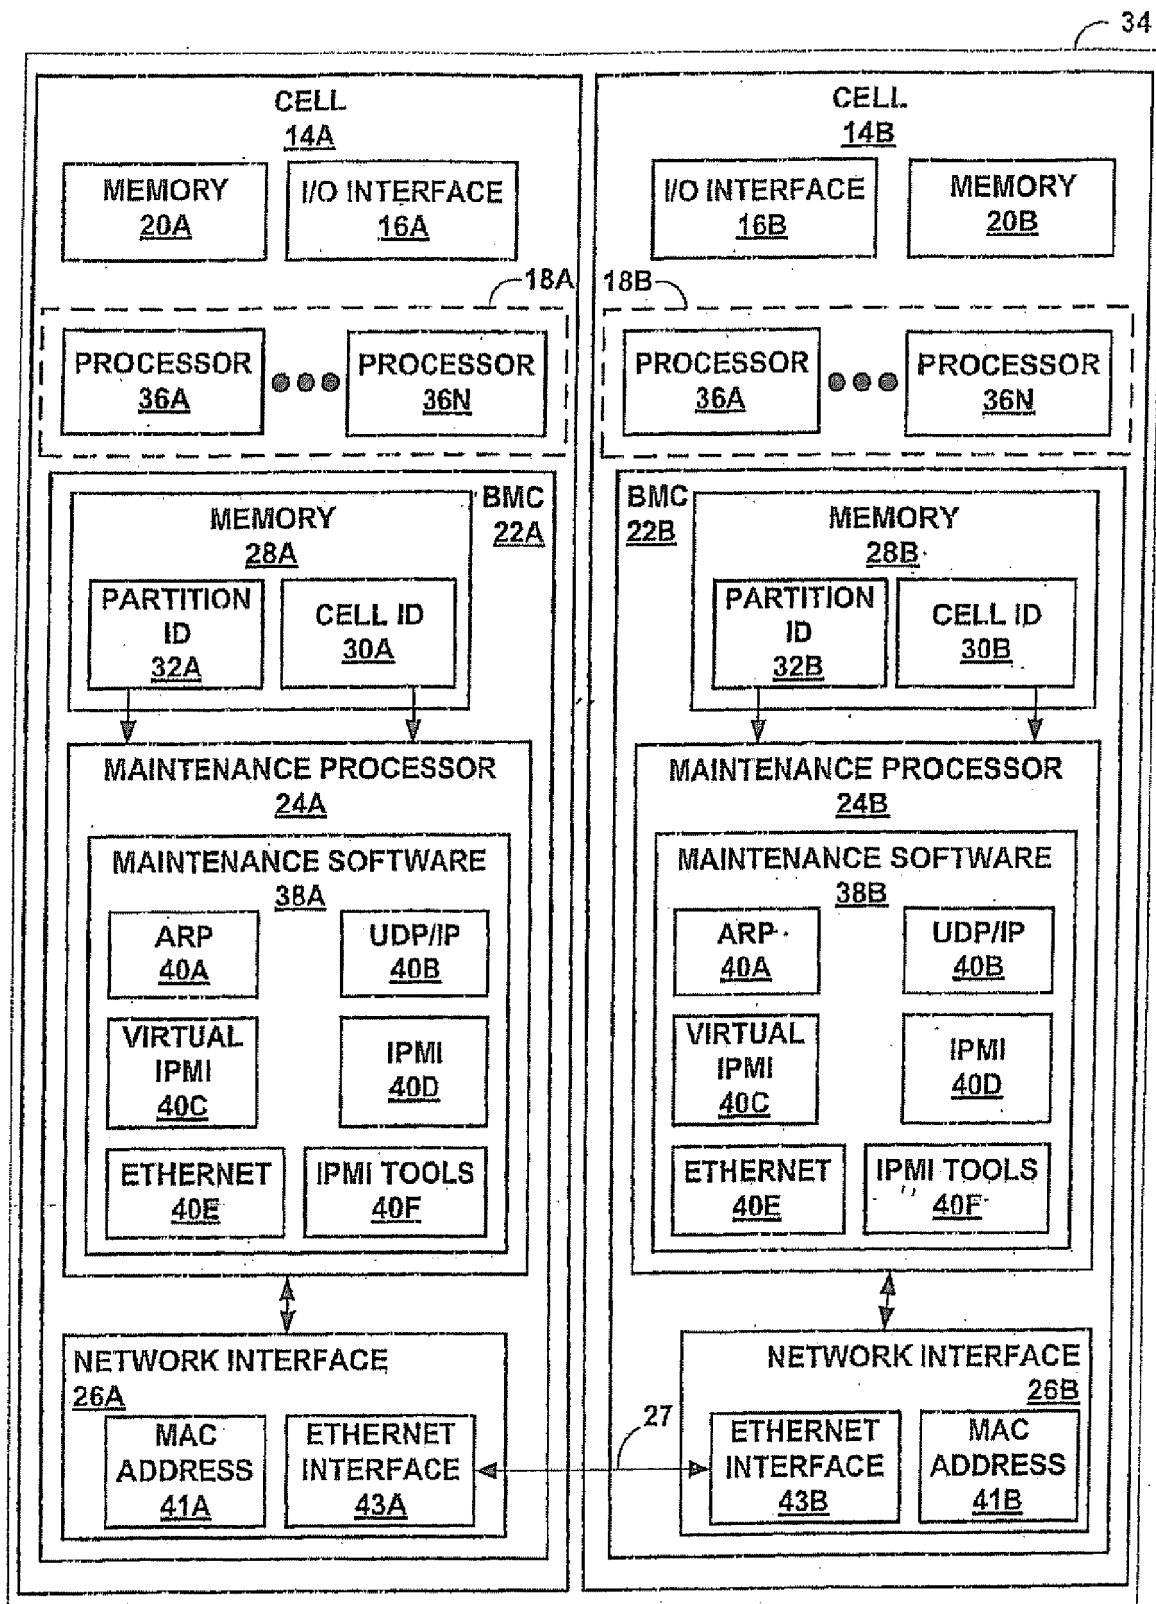 34
CELL
14A
MEMORY
20A
I/O INTERFACE
16A
18A
PROCESSOR
36A
PROCESSOR
36N
BMC
22A
MEMORY
28A
PARTITION
ID
32A
CELL ID
30A
MAINTENANCE PROCESSOR
24A
MAINTENANCE SOFTWARE
38A
ARP
40A
UDP/IP
40B
VIRTUAL
IPMI
40C
IPMI
40D
ETHERNET
40E
IPMI TOOLS
40F
NETWORK INTERFACE
26A
MAC
ADDRESS
41A
ETHERNET
INTERFACE
43A
27
CELL
14B
I/O INTERFACE
16B
MEMORY
20B
18B
PROCESSOR
36A
PROCESSOR
36N
BMC
22B
MEMORY
28B
PARTITION
ID
32B
CELL ID
30B
MAINTENANCE PROCESSOR
24B
MAINTENANCE SOFTWARE
38B
ARP
40A
UDP/IP
40B
VIRTUAL
IPMI
40C
IPMI
40D
ETHERNET
40E
IPMI TOOLS
40F
NETWORK INTERFACE
26B
ETHERNET
INTERFACE
43B
MAC
ADDRESS
41B